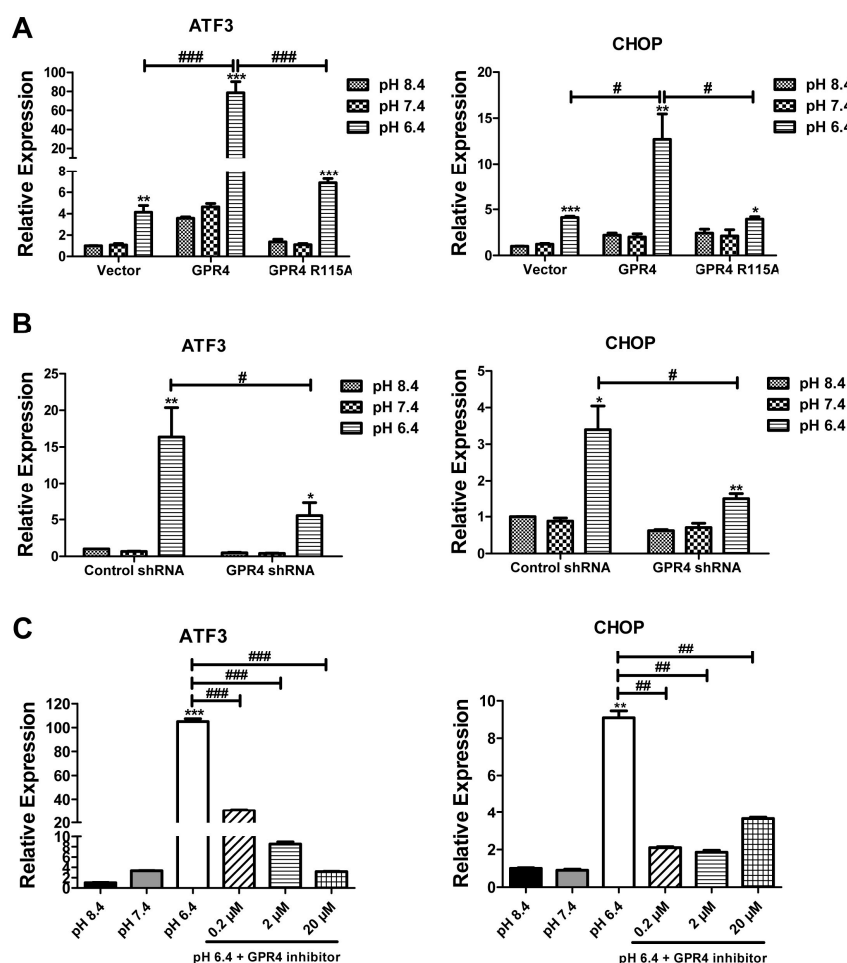 A
ATF3
###
###
***
100
80
60
40
20
8
6
4
2
0
Relative Expression
**
***
Vector
GPR4
GPR4 R115A
pH 8.4
pH 7.4
pH 6.4
CHOP
#
#
**
20
15
10
5
0
Relative Expression
***
*
Vector
GPR4
GPR4 R115A
pH 8.4
pH 7.4
pH 6.4
B
ATF3
#
**
*
25
20
15
10
5
0
Relative Expression
Control shRNA
GPR4 shRNA
pH 8.4
pH 7.4
pH 6.4
CHOP
#
*
**
5
4
3
2
1
0
Relative Expression
Control shRNA
GPR4 shRNA
pH 8.4
pH 7.4
pH 6.4
C
ATF3
###
###
###
***
120
100
80
60
40
20
10
8
6
4
2
0
Relative Expression
pH 8.4
pH 7.4
pH 6.4
0.2 µM
2 µM
20 µM
pH 6.4 + GPR4 inhibitor
CHOP
##
##
##
**
10
8
6
4
2
0
Relative Expression
pH 8.4
pH 7.4
pH 6.4
0.2 µM
2 µM
20 µM
pH 6.4 + GPR4 inhibitor